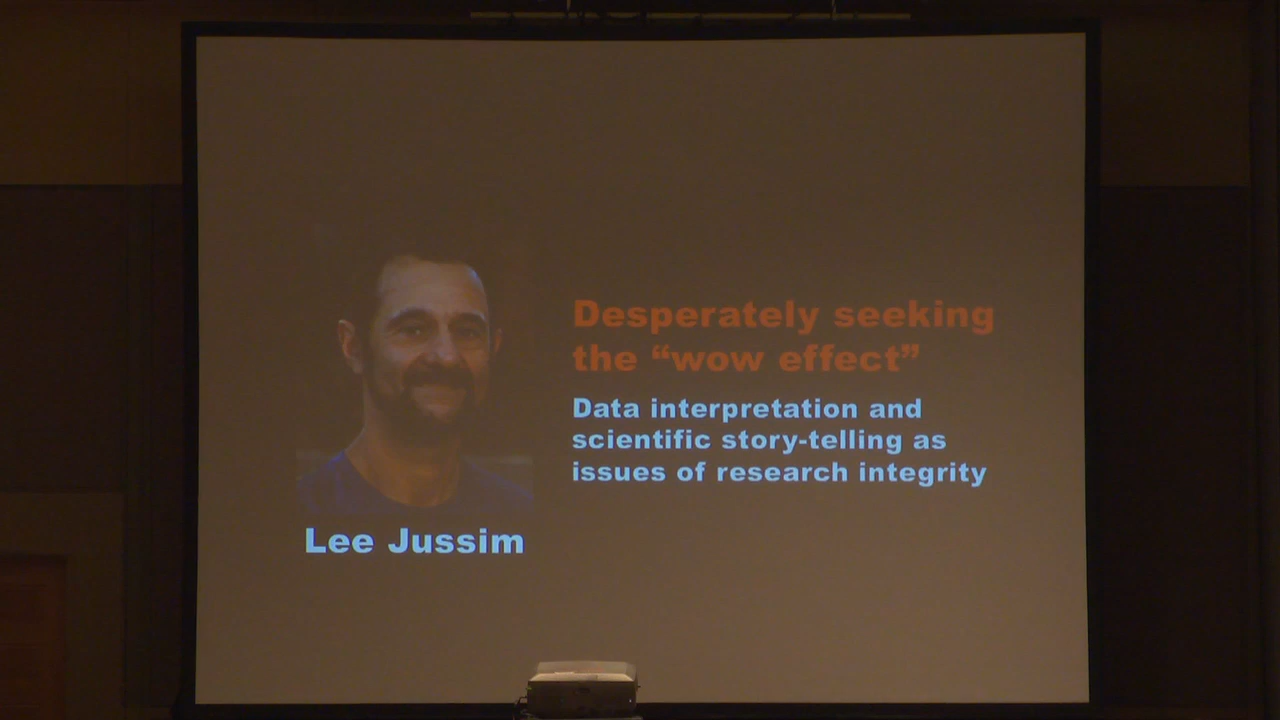 Desperately seeking
the “wow effect”
Data interpretation and
scientific story-telling as
issues of research integrity
Lee Jussim